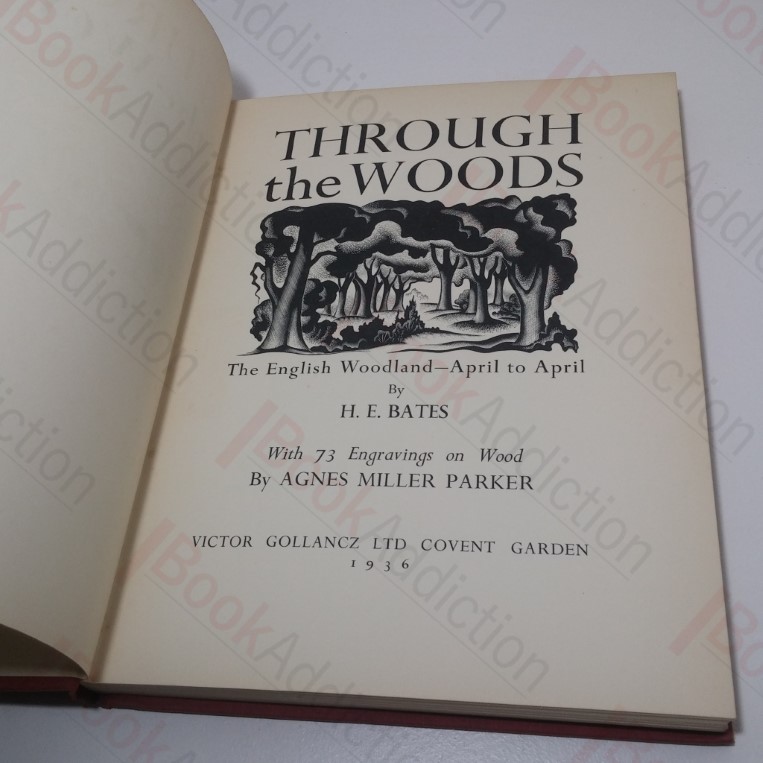 THROUGH
the WOODS
The English Woodland—April to April
By
H. E. BATES
With 73 Engravings on Wood
By AGNES MILLER PARKER
VICTOR GOLLANCZ LTD COVENT GARDEN
1936
BookAddiction